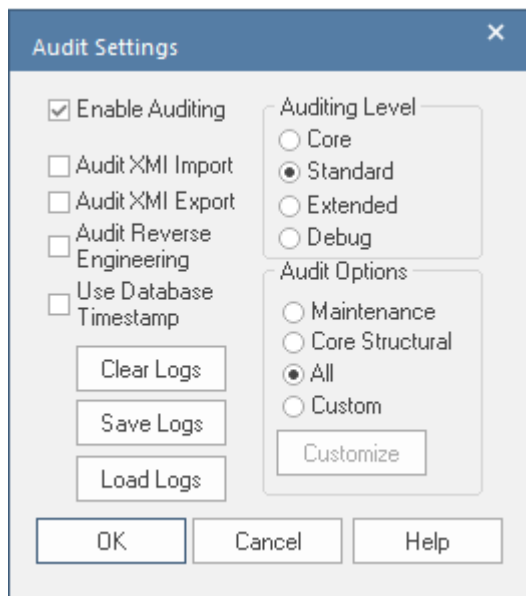 Audit Settings
Enable Auditing
Audit XMI Import
Audit XMI Export
Audit Reverse
Engineering
Use Database
Timestamp
Clear Logs
Save Logs
Load Logs
Auditing Level
Core
Standard
Extended
Debug
Audit Options
Maintenance
Core Structural
All
Custom
Customize
OK
Cancel
Help